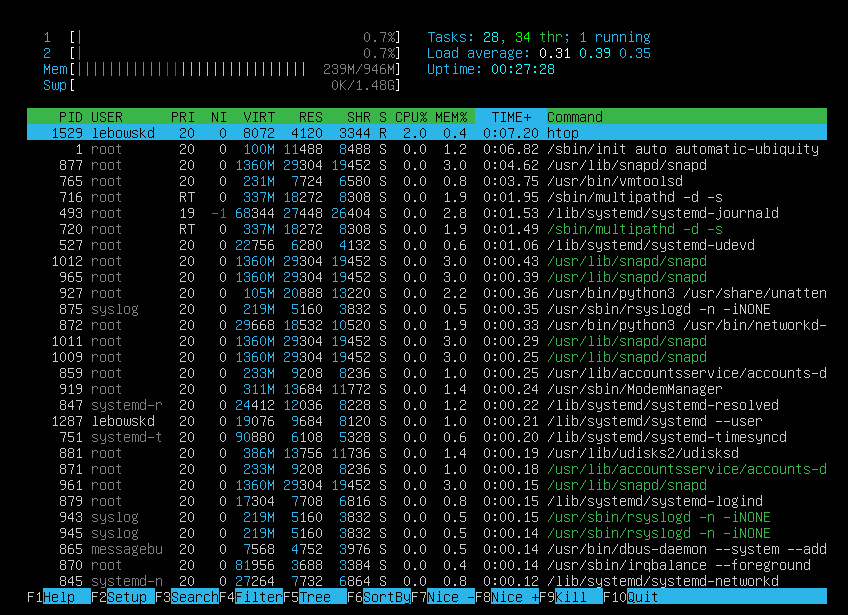 1 [| 0.7%] Tasks: 28, 34 thr; 1 running
2 [| 0.7%] Load average: 0.31 0.39 0.35
Mem[||||||||||||||||||||||||||||| 239M/946M] Uptime: 00:27:28
Swp[ 0K/1.48G]
PID USER PRI NI VIRT RES SHR S CPU% MEM% TIME+ Command
1529 lebowskd 20 0 8072 4120 3344 R 2.0 0.4 0:07.20 htop
1 root 20 0 100M 11488 8488 S 0.0 1.2 0:06.82 /sbin/init auto automatic-ubiquity
877 root 20 0 1360M 29304 19452 S 0.0 3.0 0:04.62 /usr/lib/snapd/snapd
765 root 20 0 231M 7724 6580 S 0.0 0.8 0:03.75 /usr/bin/vmtoolsd
716 root RT 0 337M 18272 8308 S 0.0 1.9 0:01.95 /sbin/multipathd -d -s
493 root 19 -1 68344 27448 26404 S 0.0 2.8 0:01.53 /lib/systemd/systemd-journald
720 root RT 0 337M 18272 8308 S 0.0 1.9 0:01.49 /sbin/multipathd -d -s
527 root 20 0 22756 6280 4132 S 0.0 0.6 0:01.06 /lib/systemd/systemd-udevd
1012 root 20 0 1360M 29304 19452 S 0.0 3.0 0:00.43 /usr/lib/snapd/snapd
965 root 20 0 1360M 29304 19452 S 0.0 3.0 0:00.39 /usr/lib/snapd/snapd
927 root 20 0 105M 20888 13220 S 0.0 2.2 0:00.36 /usr/bin/python3 /usr/share/unatten
875 syslog 20 0 219M 5160 3832 S 0.0 0.5 0:00.35 /usr/sbin/rsyslogd -n -iNONE
872 root 20 0 29668 18532 10520 S 0.0 1.9 0:00.33 /usr/bin/python3 /usr/bin/networkd-
1011 root 20 0 1360M 29304 19452 S 0.0 3.0 0:00.29 /usr/lib/snapd/snapd
1009 root 20 0 1360M 29304 19452 S 0.0 3.0 0:00.25 /usr/lib/snapd/snapd
859 root 20 0 233M 9208 8236 S 0.0 1.0 0:00.25 /usr/lib/accountsservice/accounts-d
919 root 20 0 311M 13684 11772 S 0.0 1.4 0:00.24 /usr/sbin/ModemManager
847 systemd-r 20 0 24412 12036 8228 S 0.0 1.2 0:00.22 /lib/systemd/systemd-resolved
1287 lebowskd 20 0 19076 9684 8120 S 0.0 1.0 0:00.21 /lib/systemd/systemd --user
751 systemd-t 20 0 90880 6108 5328 S 0.0 0.6 0:00.20 /lib/systemd/systemd-timesyncd
881 root 20 0 386M 13756 11736 S 0.0 1.4 0:00.19 /usr/lib/udisks2/udisksd
871 root 20 0 233M 9208 8236 S 0.0 1.0 0:00.18 /usr/lib/accountsservice/accounts-d
961 root 20 0 1360M 29304 19452 S 0.0 3.0 0:00.14 /usr/lib/snapd/snapd
879 root 20 0 17304 7708 6816 S 0.0 0.8 0:00.15 /lib/systemd/systemd-logind
943 syslog 20 0 219M 5160 3832 S 0.0 0.5 0:00.15 /usr/sbin/rsyslogd -n -iNONE
945 syslog 20 0 219M 5160 3832 S 0.0 0.5 0:00.14 /usr/sbin/rsyslogd -n -iNONE
865 messagebu 20 0 7568 4752 3976 S 0.0 0.5 0:00.15 /usr/bin/dbus-daemon --system --add
870 root 20 0 81956 3688 3384 S 0.0 0.4 0:00.14 /usr/sbin/irqbalance --foreground
845 systemd-n 20 0 27264 7732 6864 S 0.0 0.8 0:00.12 /lib/systemd/systemd-networkd
F1Help F2Setup F3SearchF4FilterF5Tree F6SortByF7Nice -F8Nice +F9Kill F10Quit